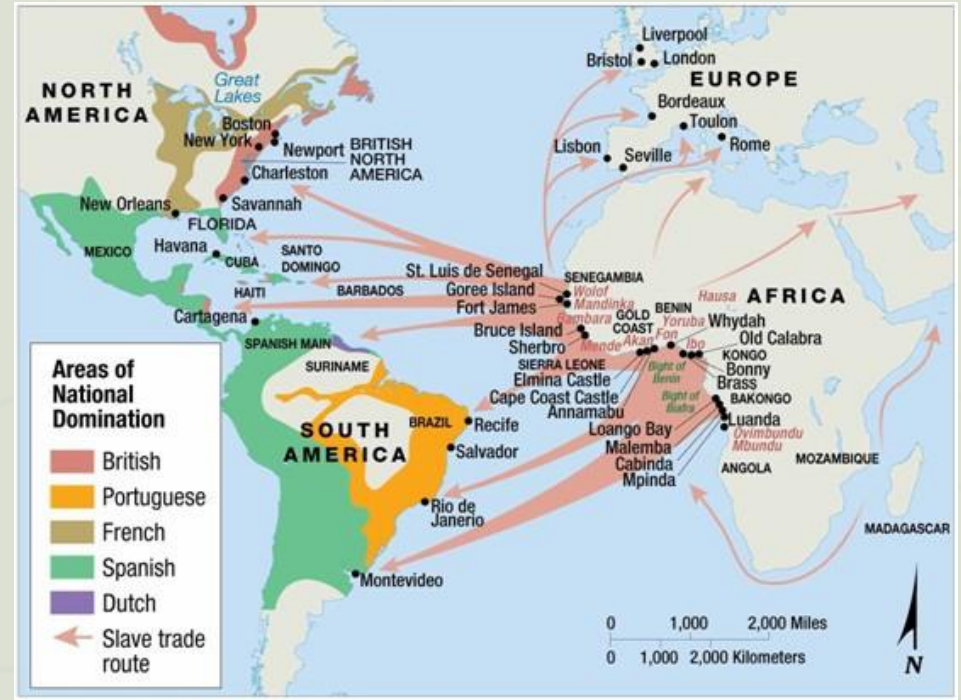 NORTH
AMERICA
Great
Lakes
Boston
New York
Newport
BRITISH
NORTH
AMERICA
Charleston
New Orleans
Savannah
FLORIDA
MEXICO
Havana
CUBA
SANTO
DOMINGO
HAITI
BARBADOS
Cartagena
SPANISH MAIN
SURINAME
SOUTH
AMERICA
BRAZIL
Recife
Salvador
Rio de
Janerio
Montevideo
Liverpool
Bristol
London
EUROPE
Bordeaux
Toulon
Lisbon
Seville
Rome
St. Luis de Senegal
Goree Island
Fort James
SENEGAMBIA
Wolof
Mandinka
Bambara
Bruce Island
Sherbro
Mende
SIERRA LEONE
GOLD
COAST
Akan
BENIN
Yoruba
Fon
Hausa
AFRICA
Whydah
Ibo
Old Calabra
KONGO
Bonny
Brass
BAKONGO
Elmina Castle
Cape Coast Castle
Annamabu
Bight of
Benin
Bight of
Biafra
Loango Bay
Malemba
Cabinda
Mpinda
Luanda
Ovimbundu
Mbundu
ANGOLA
MOZAMBIQUE
MADAGASCAR
Areas of
National
Domination
British
Portuguese
French
Spanish
Dutch
Slave trade
route
0 1,000 2,000 Miles
0 1,000 2,000 Kilometers
N